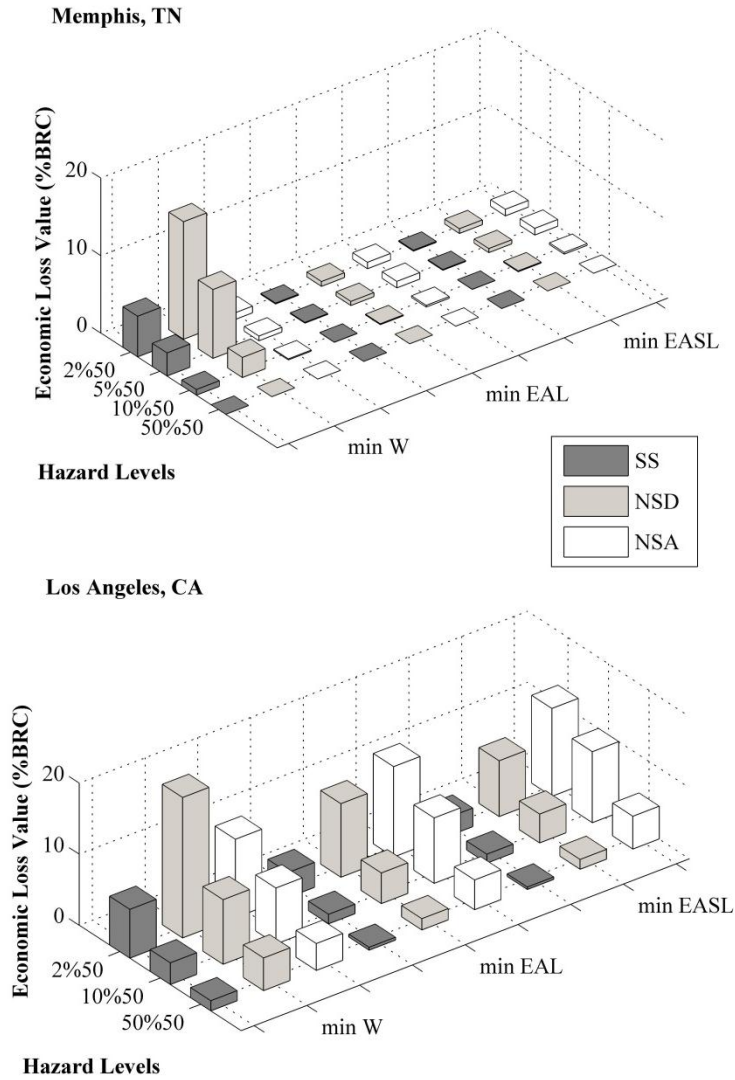 Memphis, TN
Economic Loss Value (%BRC)
20
10
0
2%50
5%50
10%50
50%50
Hazard Levels
min W
min EAL
min EASL
SS
NSD
NSA
Los Angeles, CA
Economic Loss Value (%BRC)
20
10
0
2%50
10%50
50%50
Hazard Levels
min W
min EAL
min EASL